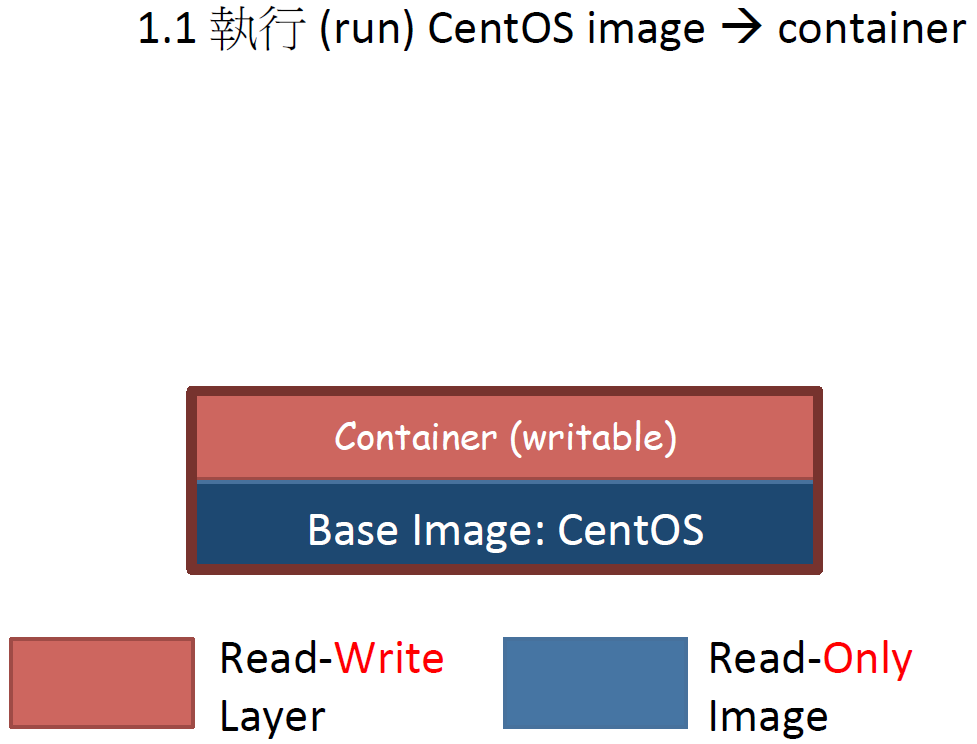 1.1 執行 (run) CentOS image → container
Container (writable)
Base Image: CentOS
Read-Write
Layer
Read-Only
Image